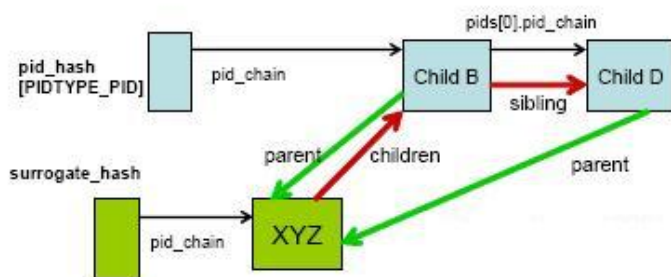 pids[0].pid_chain
pid_hash
[PIDTYPE_PID]
pid_chain
Child B
Child D
sibling
parent
children
parent
surrogate_hash
pid_chain
XYZ